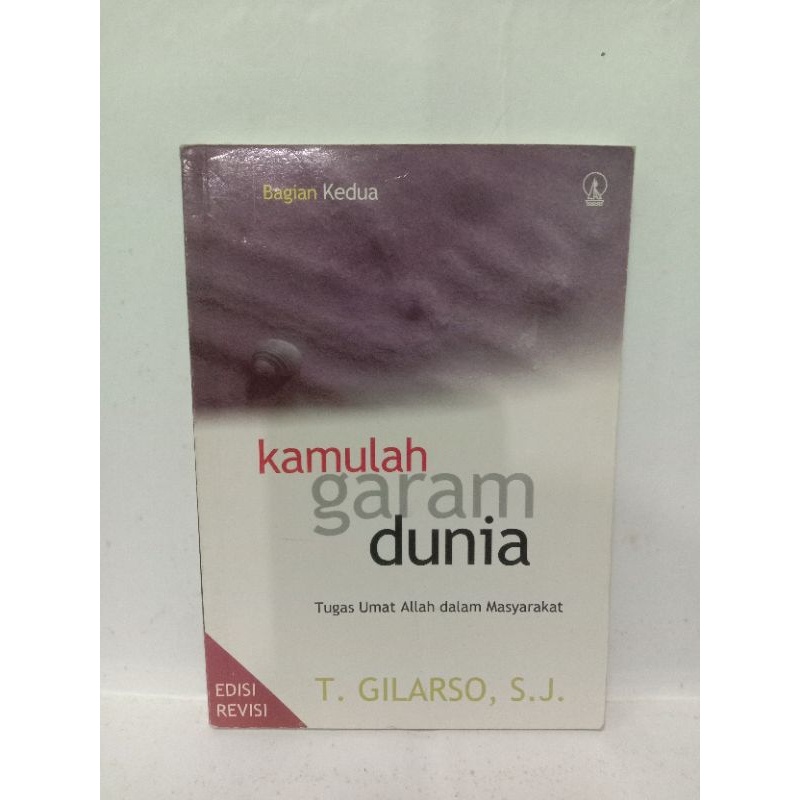 Bagian Kedua
kamulah
garam
dunia
Tugas Umat Allah dalam Masyarakat
EDISI
REVISI
T. GILARSO, S.J.